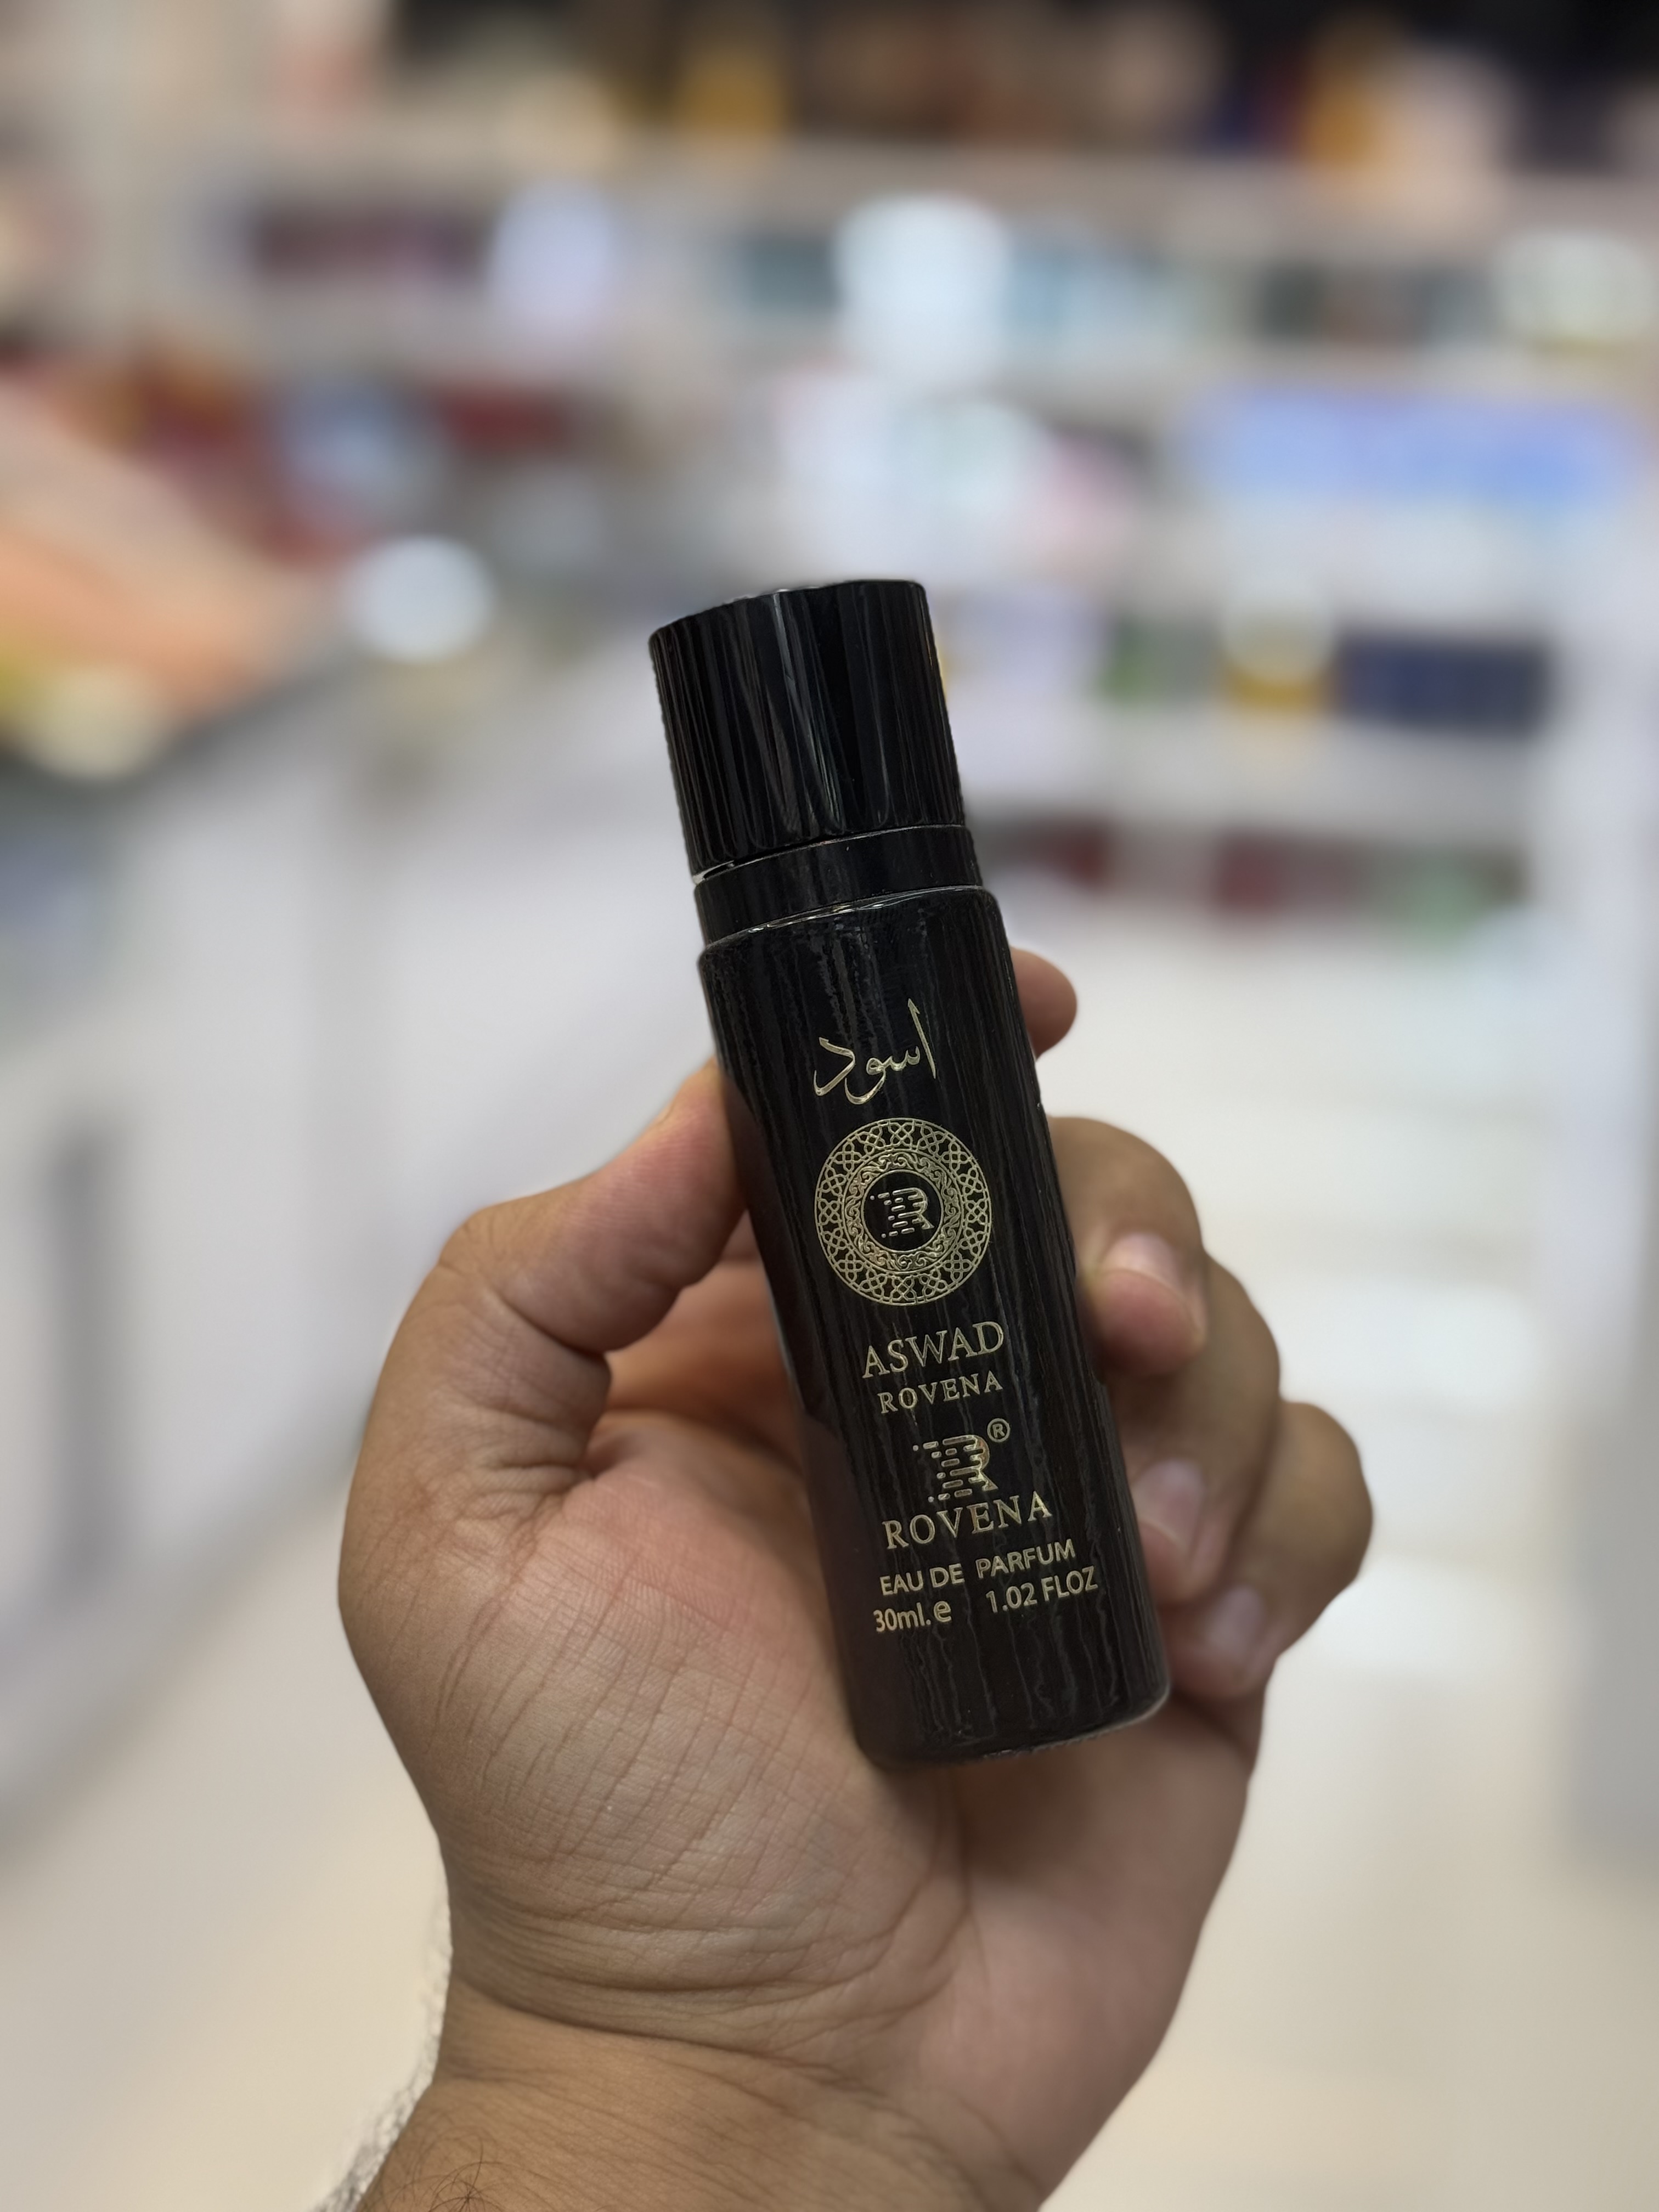 اسود
R
ASWAD
ROVENA
R®
ROVENA
EAU DE PARFUM
30ml.e 1.02 FLOZ